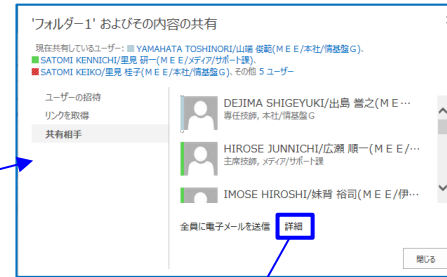 'フォルダー1' およびその内容の共有
現在共有しているユーザー: YAMAHATA TOSHINORI/山端 俊範(ＭＥＥ/本社/情基盤Ｇ)、
SATOMI KENNICHI/里見 研一(ＭＥＥ/メディア/サポート課)、
SATOMI KEIKO/里見 桂子(ＭＥＥ/本社/情基盤Ｇ)、その他 5 ユーザー
ユーザーの招待
リンクを取得
共有相手
DEJIMA SHIGEYUKI/出島 誉之(ＭＥ…
専任技師, 本社/情基盤Ｇ
HIROSE JUNNICHI/広瀬 順一(ＭＥＥ/…
主席技師, メディア/サポート課
IMOSE HIROSHI/妹背 裕司(ＭＥＥ/伊…
全員に電子メールを送信 詳細
閉じる